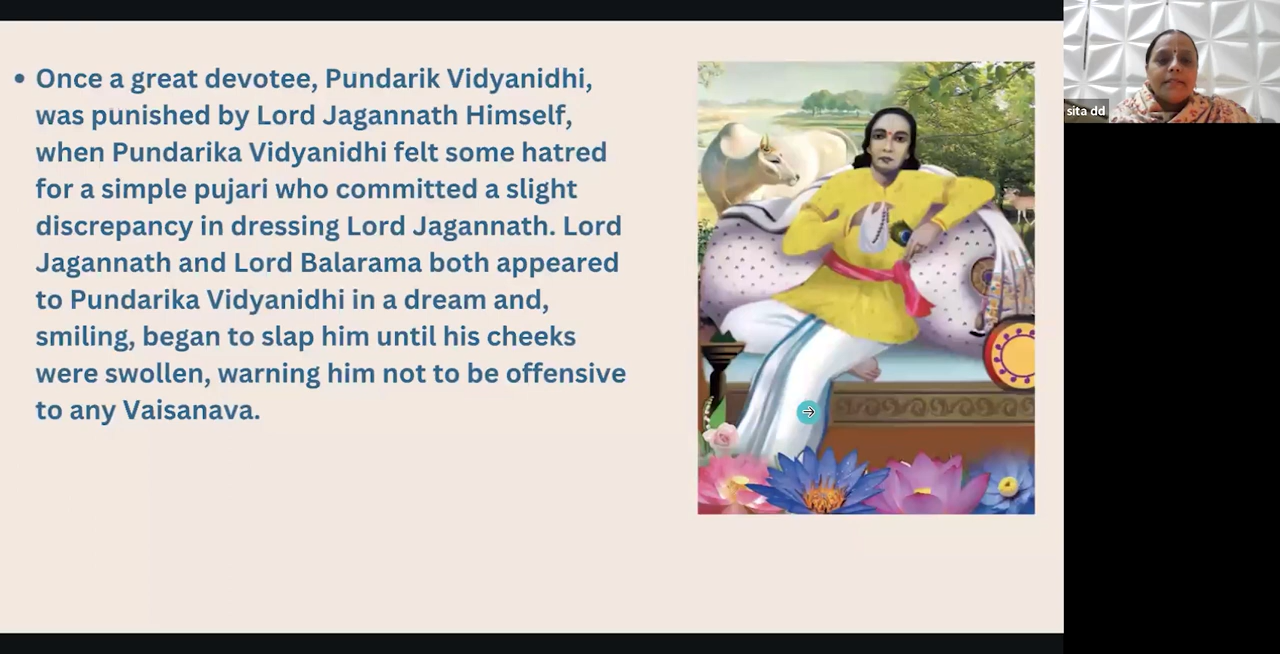 • Once a great devotee, Pundarik Vidyanidhi,
was punished by Lord Jagannath Himself,
when Pundarika Vidyanidhi felt some hatred
for a simple pujari who committed a slight
discrepancy in dressing Lord Jagannath. Lord
Jagannath and Lord Balarama both appeared
to Pundarika Vidyanidhi in a dream and,
smiling, began to slap him until his cheeks
were swollen, warning him not to be offensive
to any Vaisanava.
sita dd